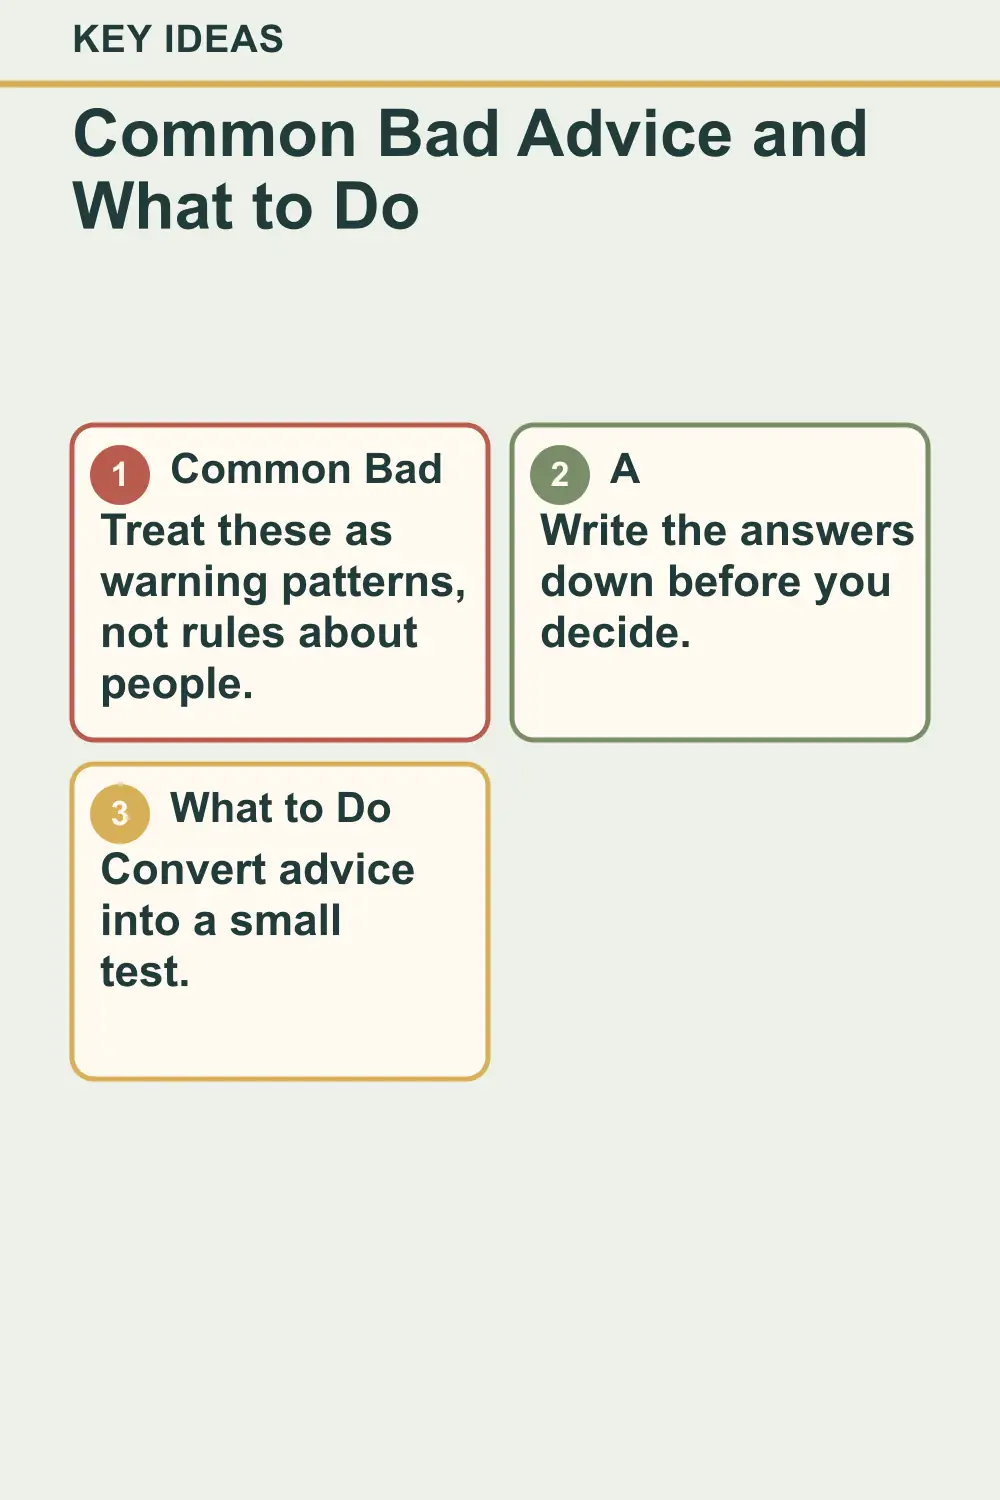 KEY IDEAS
Common Bad Advice and
What to Do
1 Common Bad
Treat these as
warning patterns,
not rules about
people.
2 A
Write the answers
down before you
decide.
3 What to Do
Convert advice
into a small
test.